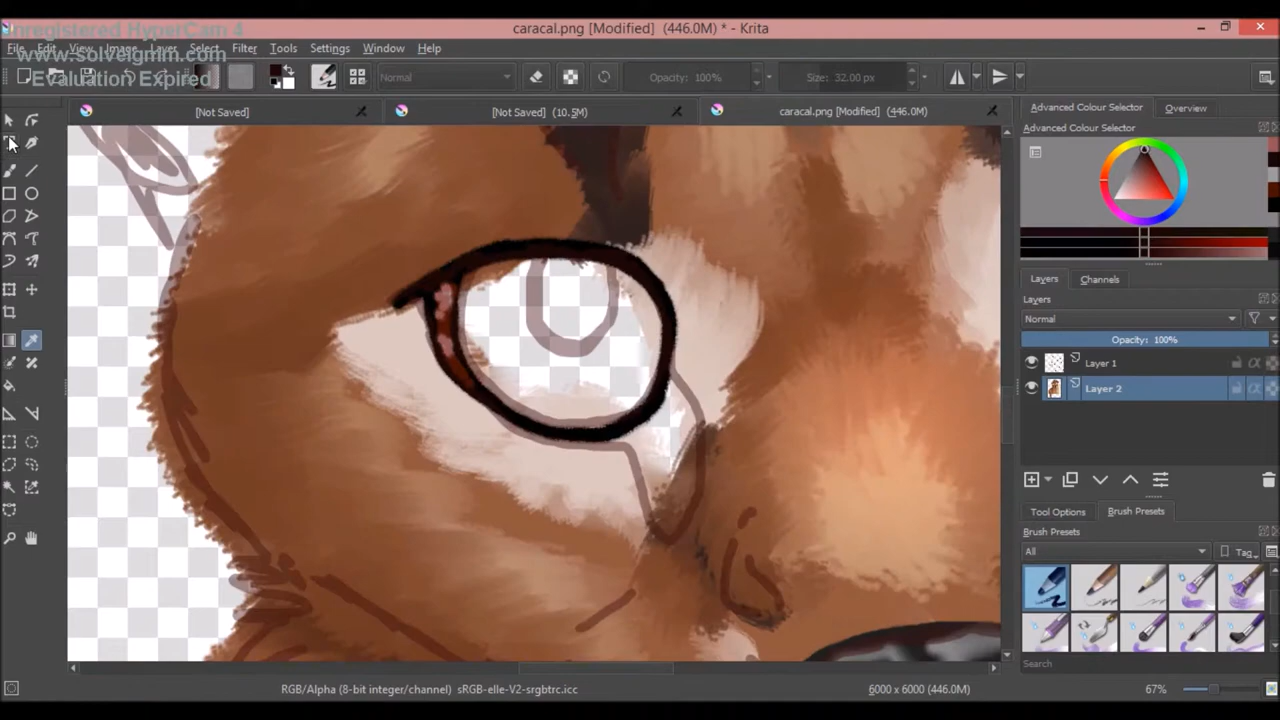 Unregistered HyperCam 4
caracal.png [Modified] (446.0M) * - Krita
File Edit View Image Layer Select Filter Tools Settings Window Help
www.solveigmm.com
Evaluation Expired
Normal
Opacity: 100%
Size: 32.00 px
[Not Saved]
[Not Saved] (10.5M)
caracal.png [Modified] (446.0M)
Advanced Colour Selector
Overview
Advanced Colour Selector
Layers
Channels
Layers
Normal
Opacity: 100%
Layer 1
Layer 2
Tool Options
Brush Presets
Brush Presets
All
Tag
Search
RGB/Alpha (8-bit integer/channel) sRGB-elle-V2-srgbtrc.icc
6000 x 6000 (446.0M)
67%